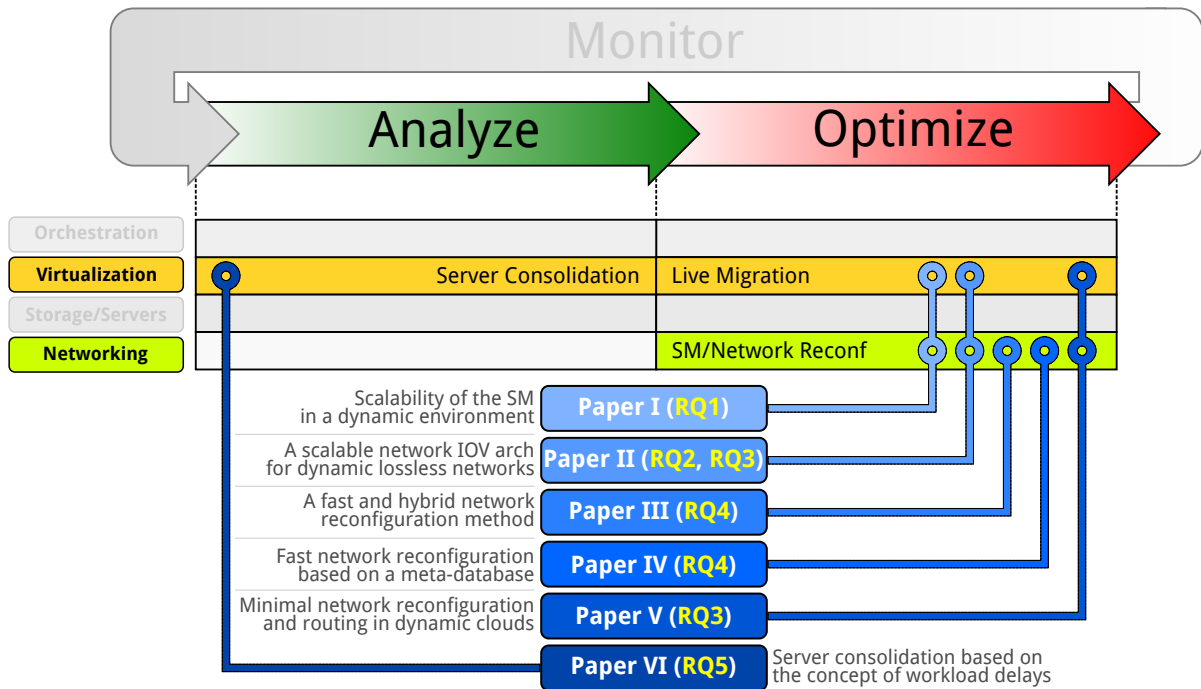 Monitor
Analyze
Optimize
Orchestration
Virtualization
Server Consolidation
Live Migration
Storage/Servers
Networking
SM/Network Reconf
Scalability of the SM
in a dynamic environment
Paper I (RQ1)
A scalable network IOV arch
for dynamic lossless networks
Paper II (RQ2, RQ3)
A fast and hybrid network
reconfiguration method
Paper III (RQ4)
Fast network reconfiguration
based on a meta-database
Paper IV (RQ4)
Minimal network reconfiguration
and routing in dynamic clouds
Paper V (RQ3)
Paper VI (RQ5)
Server consolidation based on
the concept of workload delays